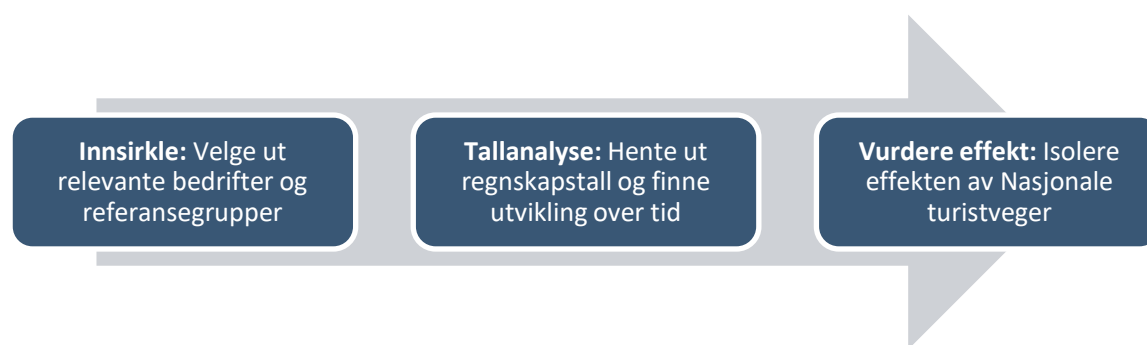 Innsirkle: Velge ut
relevante bedrifter og
referansegrupper
Tallanalyse: Hente ut
regnskapstall og finne
utvikling over tid
Vurdere effekt: Isolere
effekten av Nasjonale
turistveger